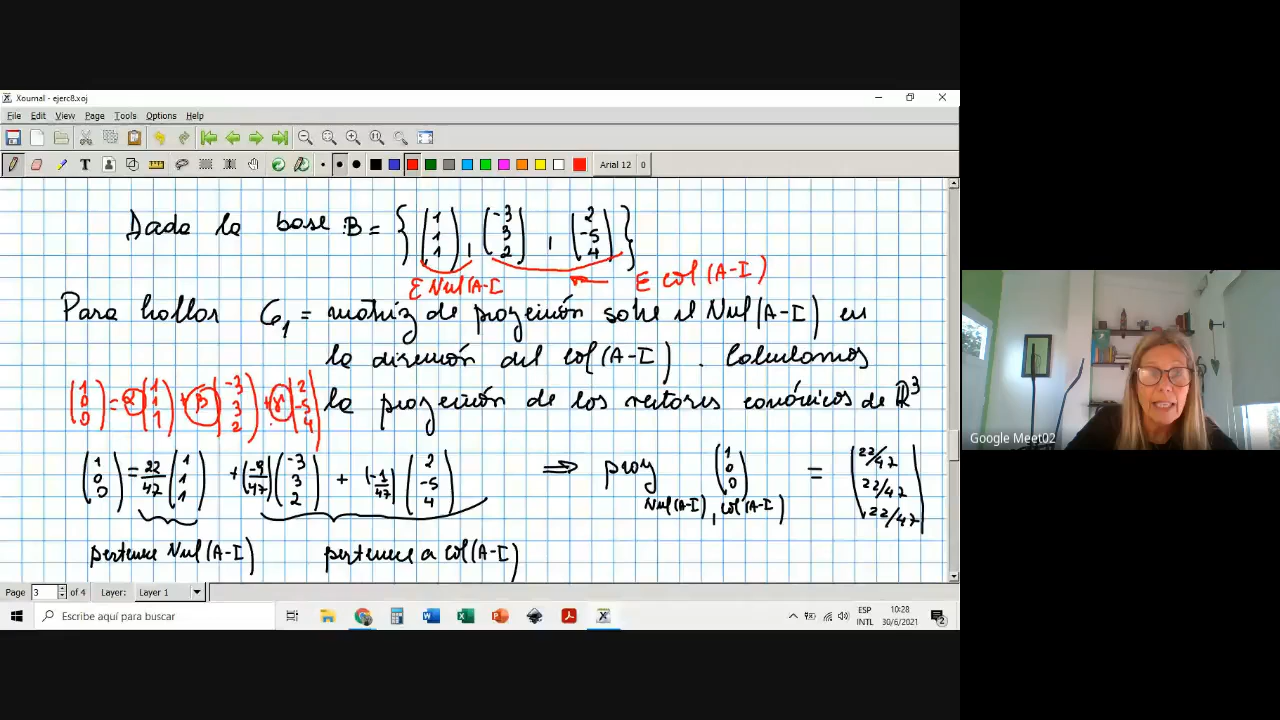 Xournal - ejerc8.xoj
File Edit View Page Tools Options Help
Arial 12 0
Dada la base B = { (1 1 1), (-3 3 2), (2 -5 4) }
∈ Nul(A-I ∈ col(A-I)
Para hallar G₁ = matriz de proyección sobre el Nul(A-I) en
la dirección del col(A-I). Calculamos
la proyección de los vectores canónicos de ℝ³
(1 0 0) = α (1 1 1) + β (-3 3 2) + γ (2 -5 4)
(1 0 0) = 22/47 (1 1 1) + (-9/47) (-3 3 2) + (-1/47) (2 -5 4) ⇒ proy (1 0 0) = (22/47 22/47 22/47)
Nul(A-I), col(A-I)
pertenece Nul(A-I) pertenece a col(A-I)
Page 3 of 4 Layer Layer 1
Escribe aquí para buscar
ESP
INTL
10:28
30/6/2021
2
Google Meet02